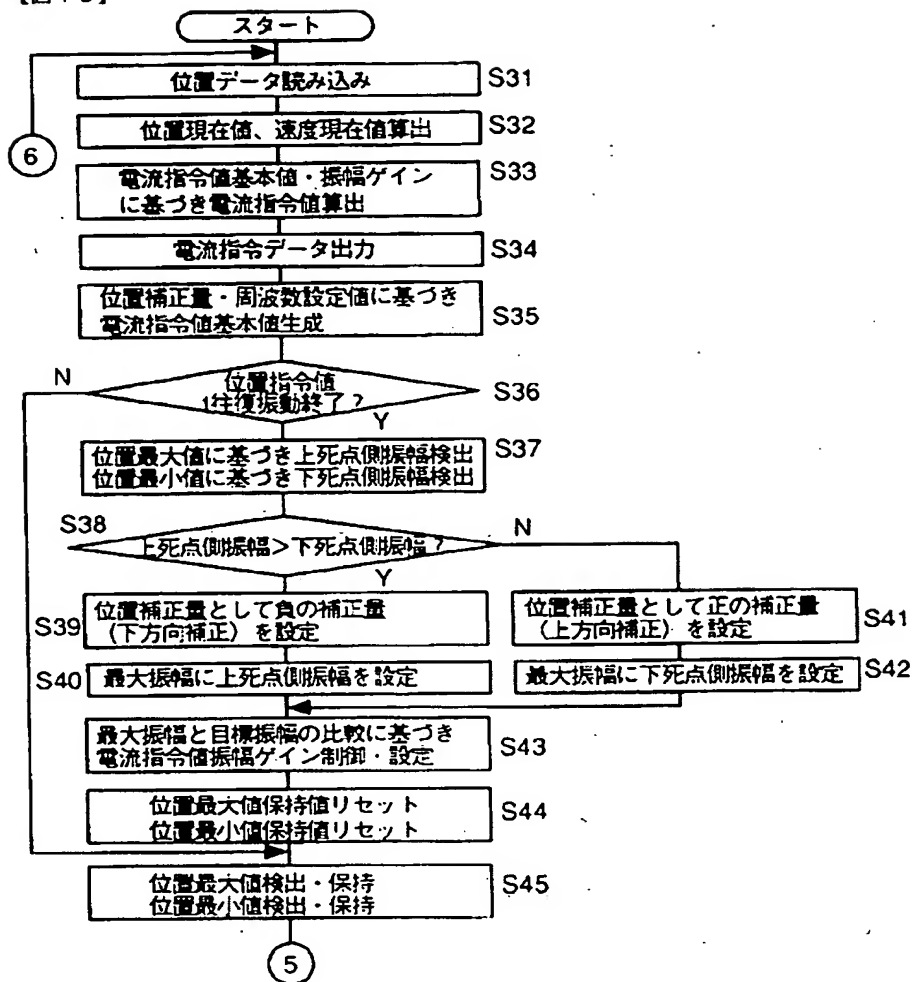 スタート
位置データ読み込み
S31
位置現在値、速度現在値算出
S32
6
電流指令値基本値・振幅ゲイン
に基づき電流指令値算出
S33
電流指令データ出力
S34
位置補正量・周波数設定値に基づき
電流指令値基本値生成
S35
N
位置指令値
1往復振動終了?
S36
Y
位置最大値に基づき上死点側振幅検出
位置最小値に基づき下死点側振幅検出
S37
S38
上死点側振幅>下死点側振幅?
N
Y
S39
位置補正量として負の補正量
(下方向補正)を設定
位置補正量として正の補正量
(上方向補正)を設定
S41
S40
最大振幅に上死点側振幅を設定
最大振幅に下死点側振幅を設定
S42
最大振幅と目標振幅の比較に基づき
電流指令値振幅ゲイン制御・設定
S43
位置最大値保持値リセット
位置最小値保持値リセット
S44
位置最大値検出・保持
位置最小値検出・保持
S45
5